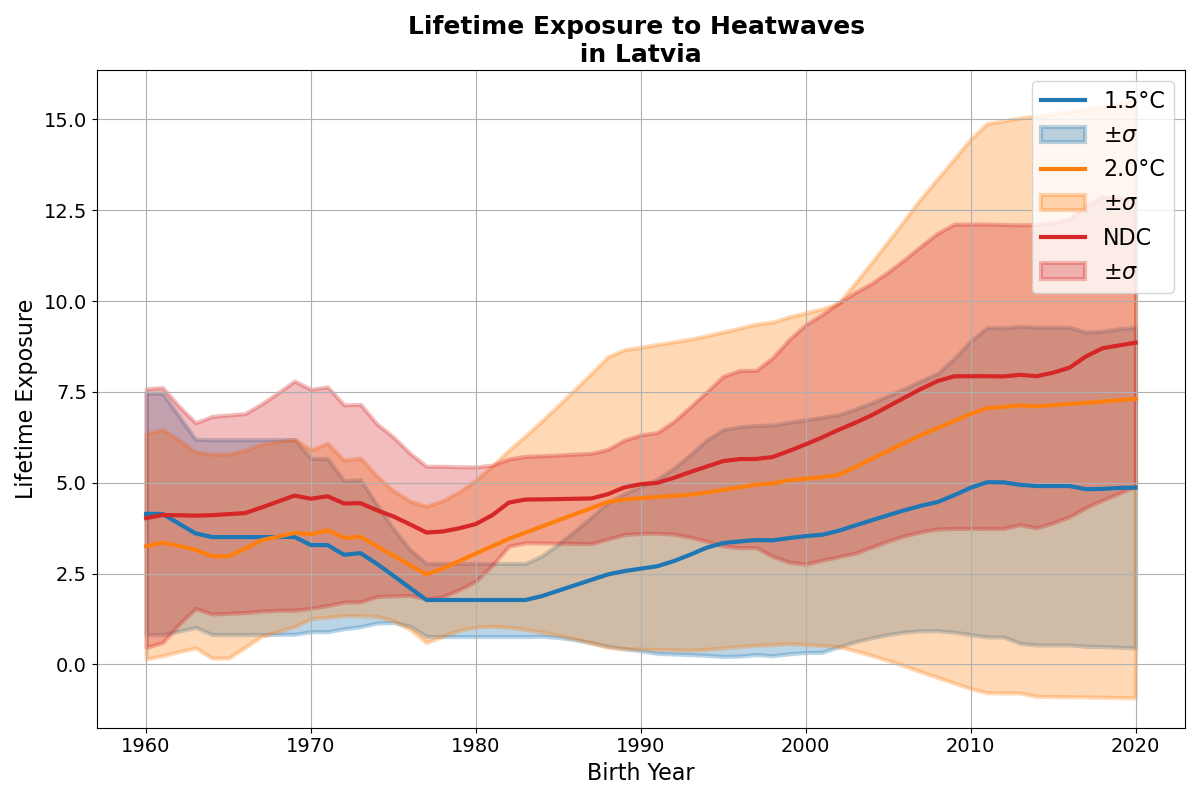 Lifetime Exposure to Heatwaves
in Latvia
15.0
12.5
10.0
7.5
5.0
2.5
0.0
Lifetime Exposure
1960
1970
1980
1990
2000
2010
2020
Birth Year
1.5°C
±σ
2.0°C
±σ
NDC
±σ